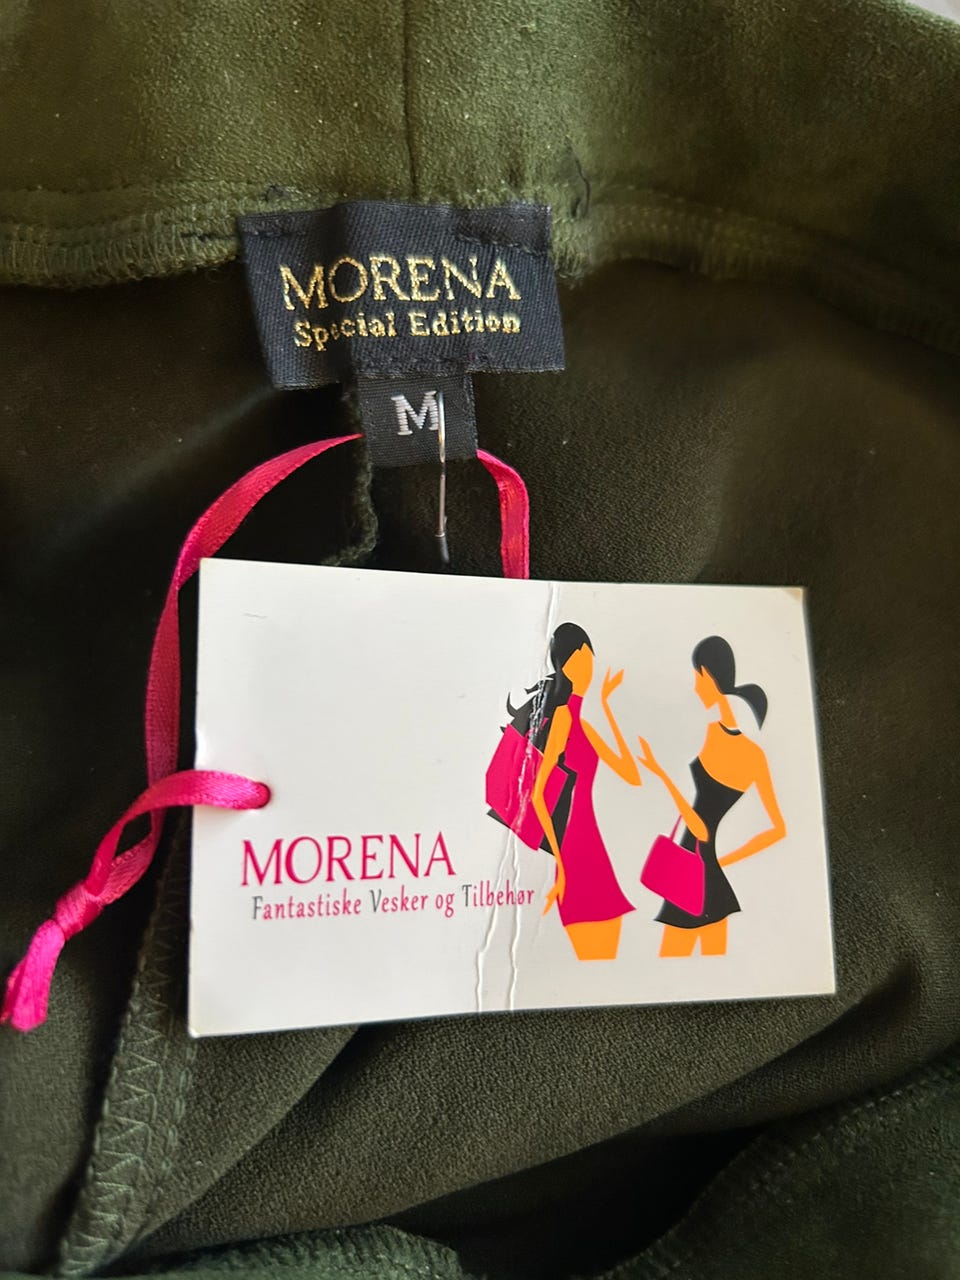 MORENA
Special Edition
M
MORENA
Fantastiske Vesker og Tilbehør